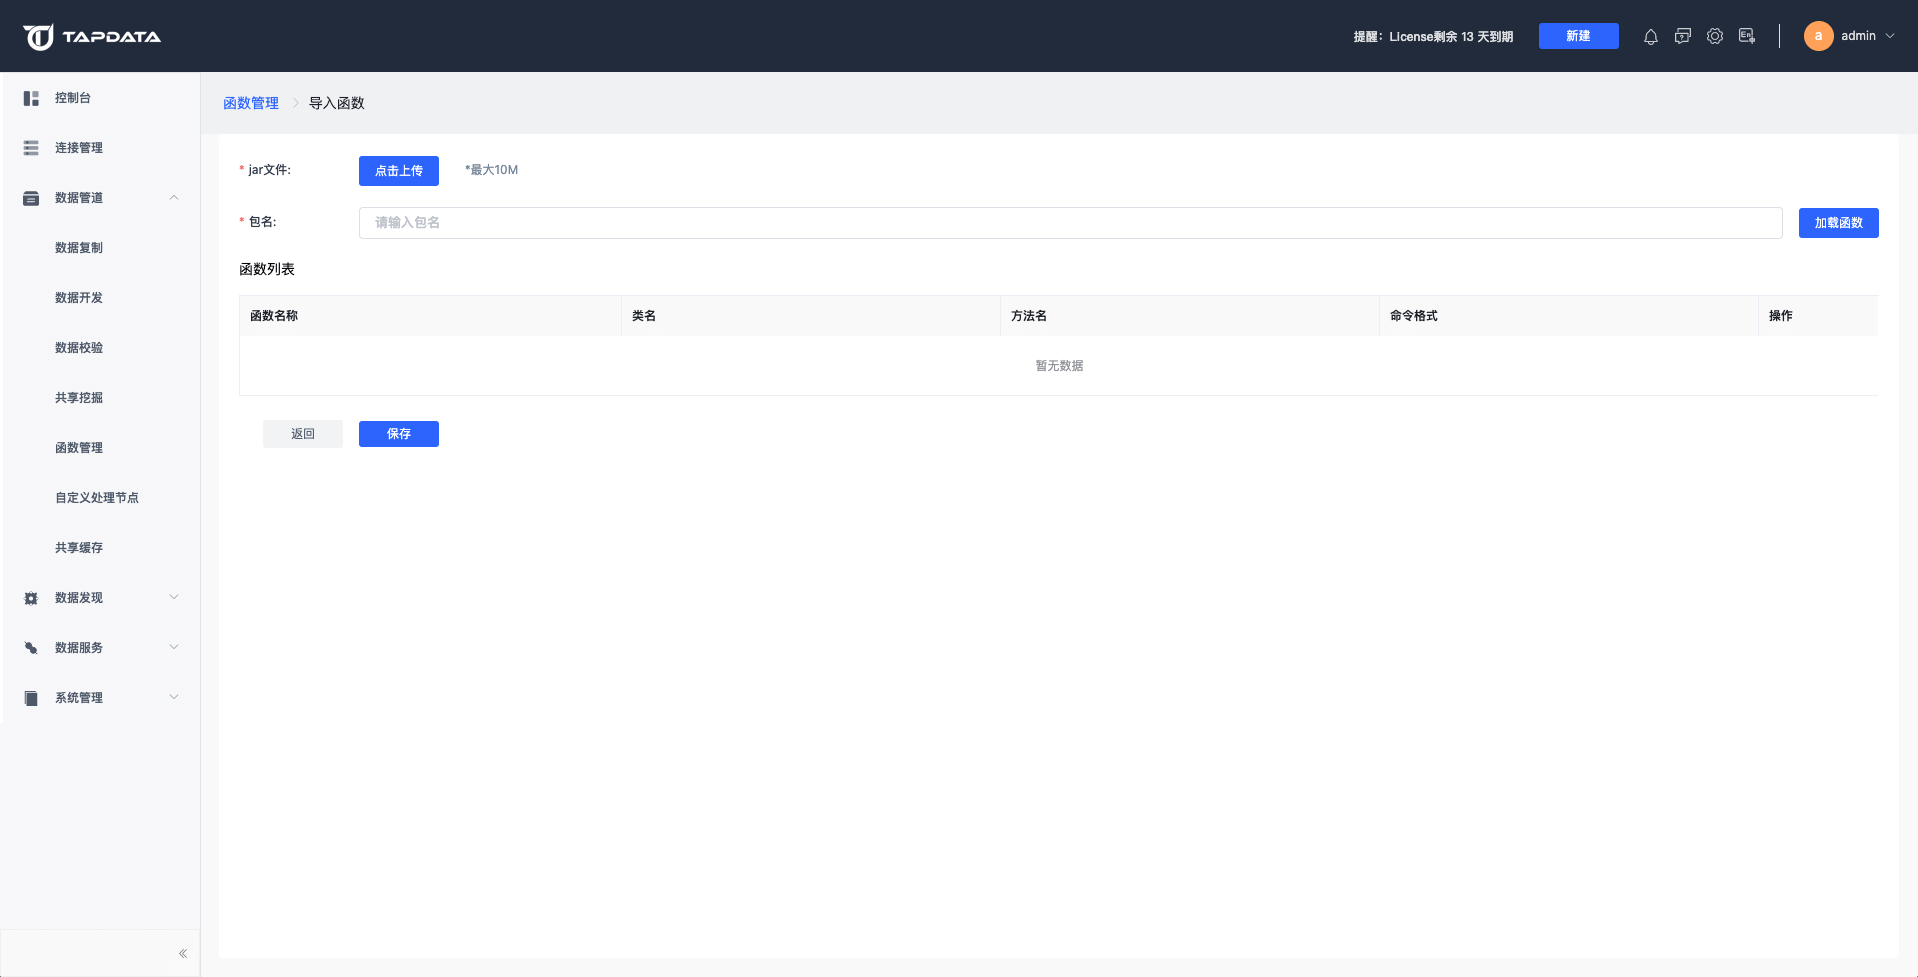 TAPDATA
提醒：License剩余 13 天到期
新建
a
admin
控制台
连接管理
数据管道
数据复制
数据开发
数据校验
共享挖掘
函数管理
自定义处理节点
共享缓存
数据发现
数据服务
系统管理
函数管理 > 导入函数
* jar文件:
点击上传
*最大10M
* 包名:
请输入包名
加载函数
函数列表
函数名称 类名 方法名 命令格式 操作
暂无数据
返回
保存